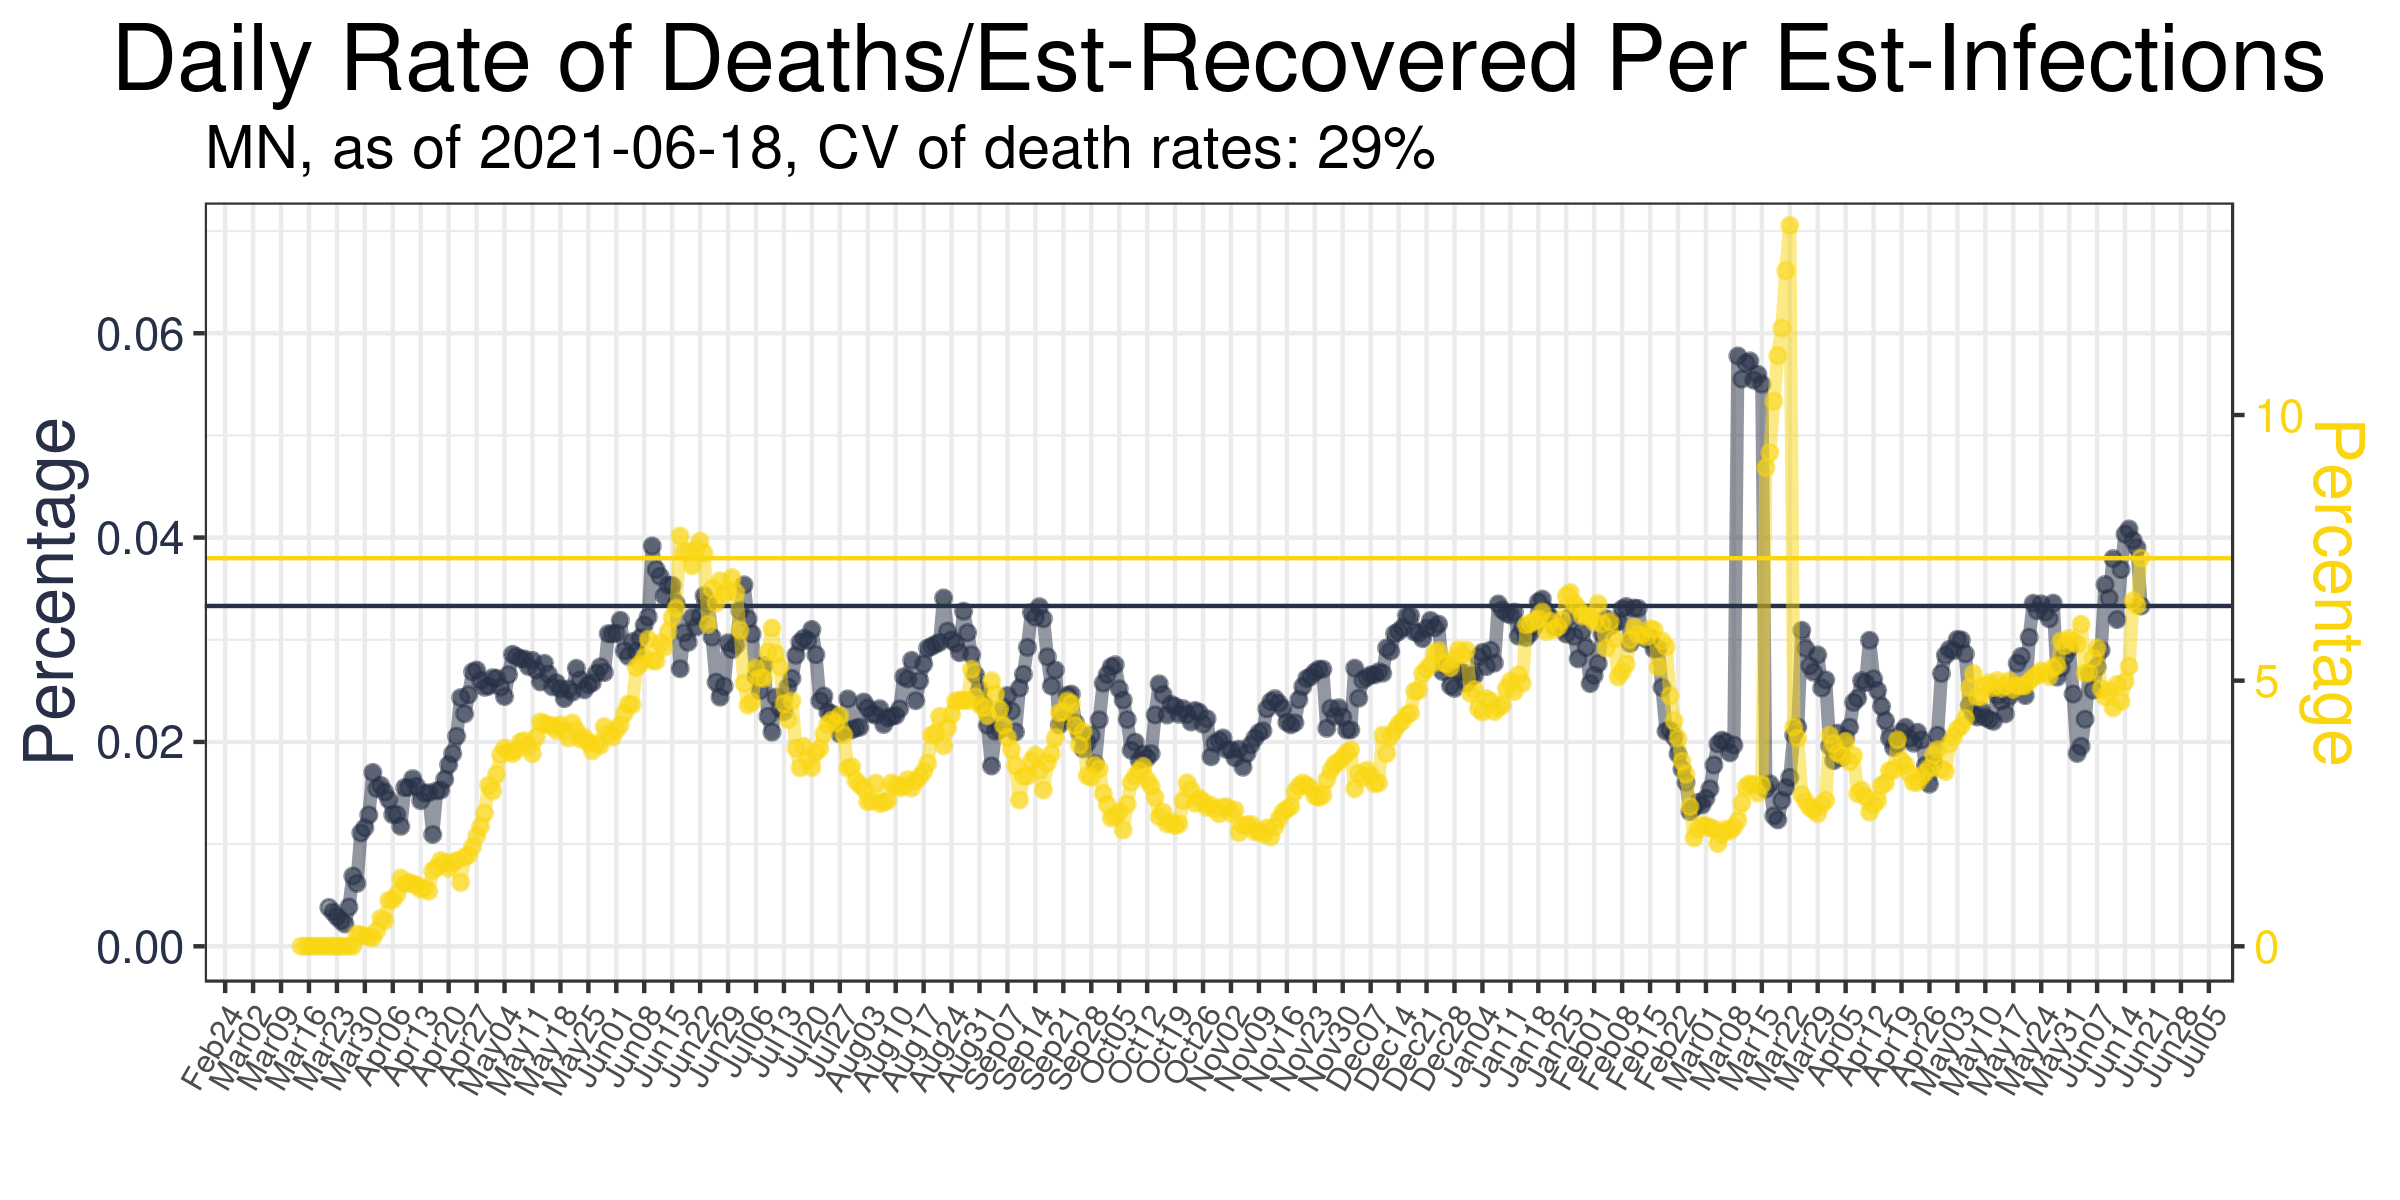 Daily Rate of Deaths/Est-Recovered Per Est-Infections
MN, as of 2021-06-18, CV of death rates: 29%
Percentage
0.06
0.04
0.02
0.00
10
5
0
Percentage
Feb24
Mar02
Mar09
Mar16
Mar23
Mar30
Apr06
Apr13
Apr20
Apr27
May04
May11
May18
May25
Jun01
Jun08
Jun15
Jun22
Jun29
Jul06
Jul13
Jul20
Jul27
Aug03
Aug10
Aug17
Aug24
Aug31
Sep07
Sep14
Sep21
Sep28
Oct05
Oct12
Oct19
Oct26
Nov02
Nov09
Nov16
Nov23
Nov30
Dec07
Dec14
Dec21
Dec28
Jan04
Jan11
Jan18
Jan25
Feb01
Feb08
Feb15
Feb22
Mar01
Mar08
Mar15
Mar22
Mar29
Apr05
Apr12
Apr19
Apr26
May03
May10
May17
May24
May31
Jun07
Jun14
Jun21
Jun28
Jul05